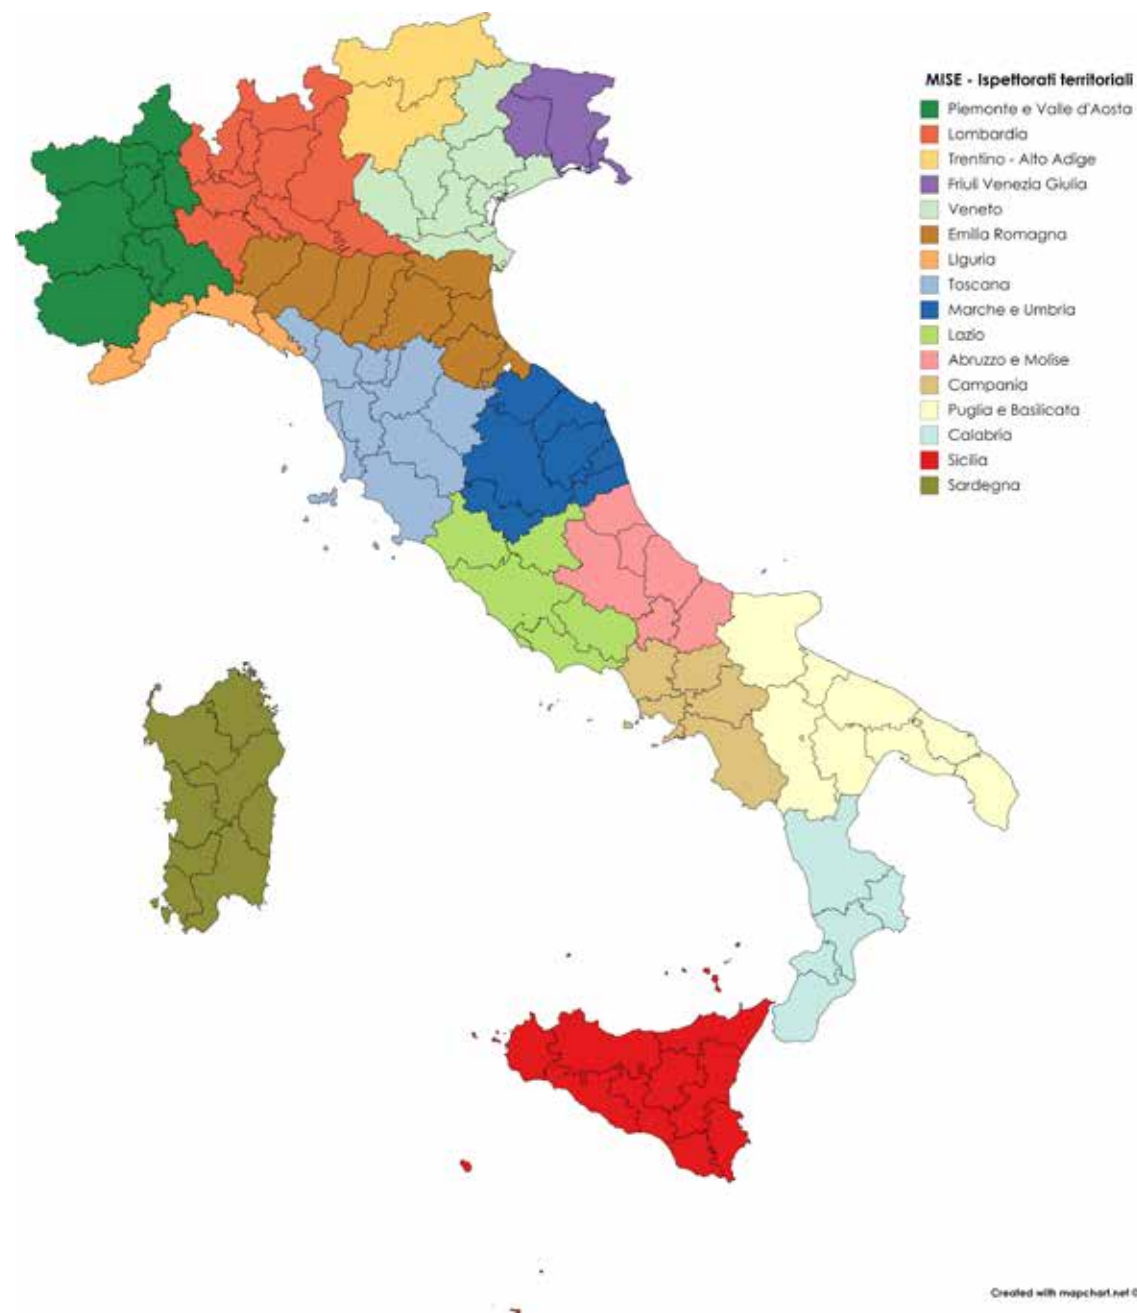 MISE - Ispettorati territoriali
Piemonte e Valle d'Aosta
Lombardia
Trentino - Alto Adige
Friuli Venezia Giulia
Veneto
Emilia Romagna
Liguria
Toscana
Marche e Umbria
Lazio
Abruzzo e Molise
Campania
Puglia e Basilicata
Calabria
Sicilia
Sardegna
Created with mapchart.net ©